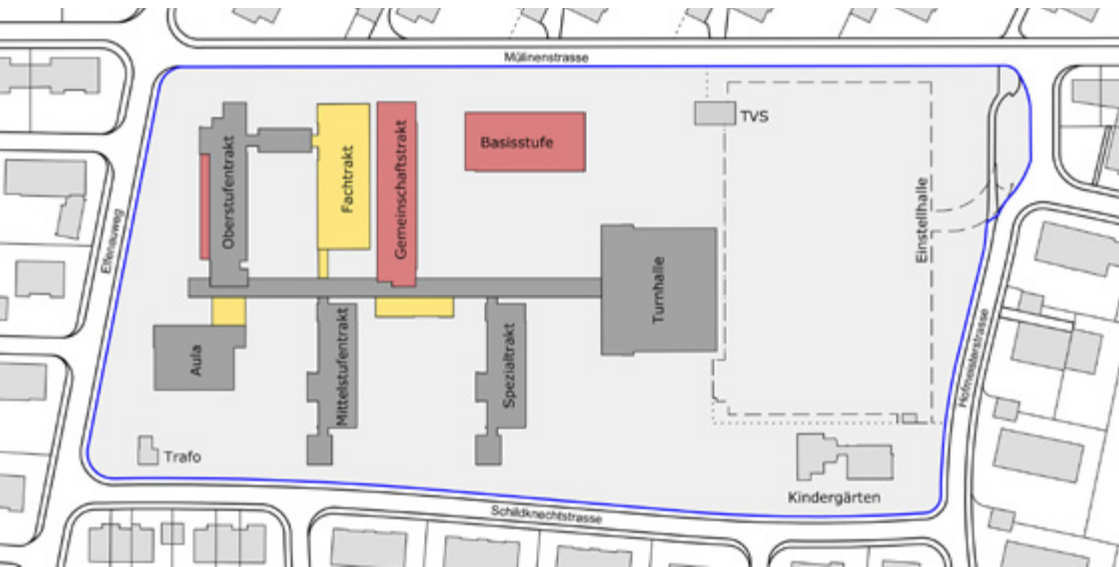 Mülinenstrasse
TVS
Basisstufe
Oberstufentrakt
Fachtrakt
Gemeinschaftstrakt
Einstellhalle
Elfenauweg
Turnhalle
Aula
Mittelstufentrakt
Spezialtrakt
Hofmeisterstrasse
Trafo
Kindergärten
Schildknechtstrasse